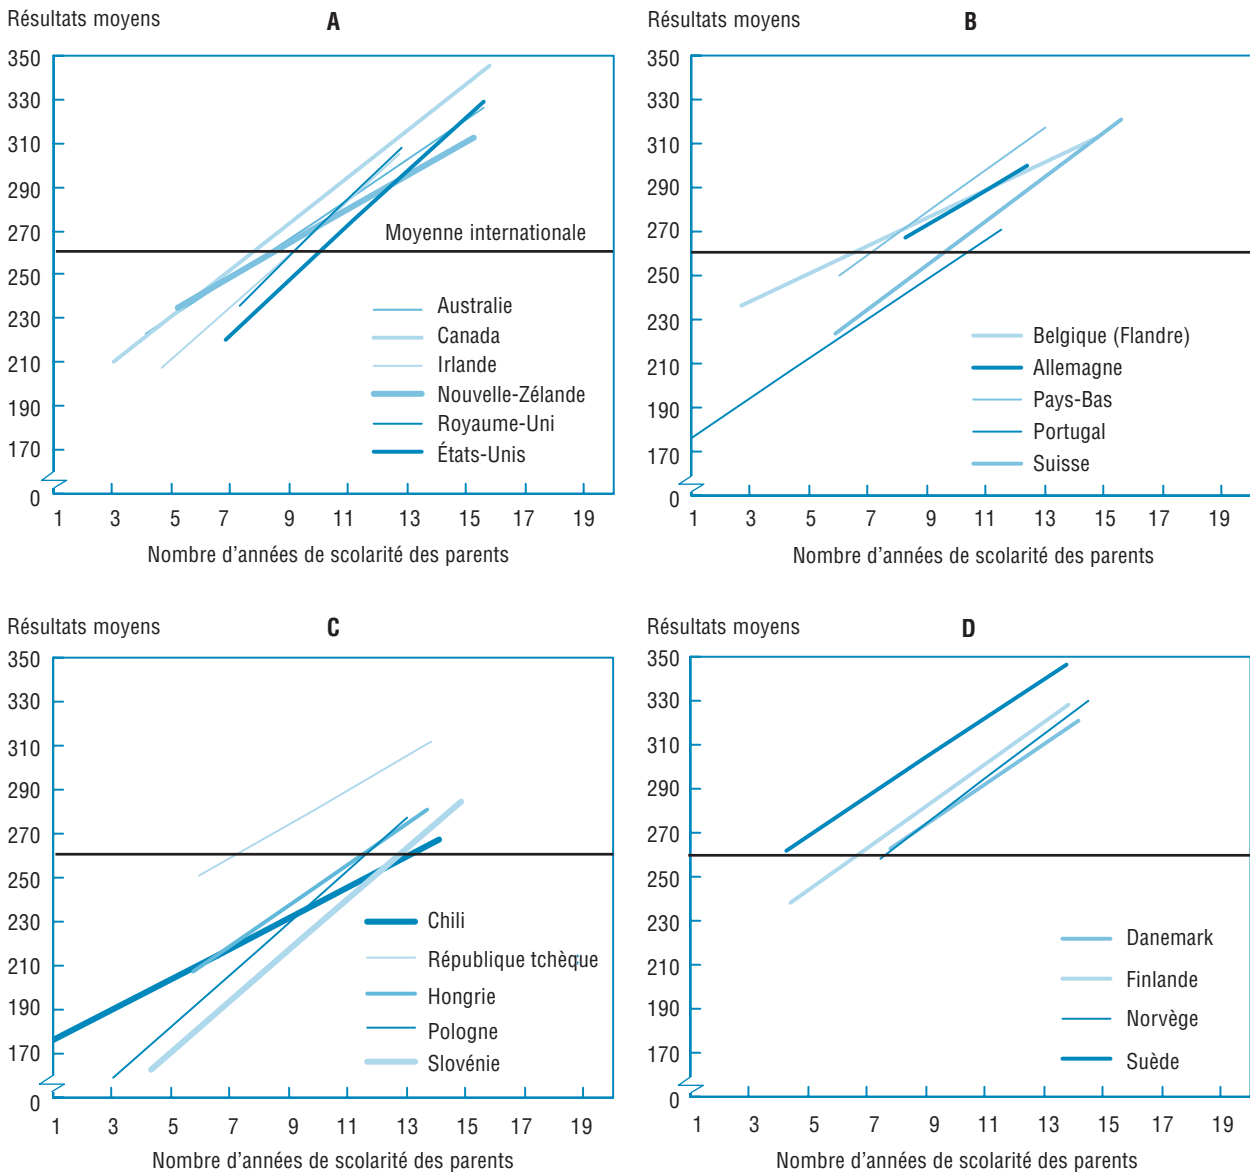 Résultats moyens A
350
330
310
290
270
250
230
210
190
170
0
Moyenne internationale
Australie
Canada
Irlande
Nouvelle-Zélande
Royaume-Uni
États-Unis
1 3 5 7 9 11 13 15 17 19
Nombre d'années de scolarité des parents
Résultats moyens B
350
330
310
290
270
250
230
210
190
170
0
Belgique (Flandre)
Allemagne
Pays-Bas
Portugal
Suisse
1 3 5 7 9 11 13 15 17 19
Nombre d'années de scolarité des parents
Résultats moyens C
350
330
310
290
270
250
230
210
190
170
0
Chili
République tchèque
Hongrie
Pologne
Slovénie
1 3 5 7 9 11 13 15 17 19
Nombre d'années de scolarité des parents
Résultats moyens D
350
330
310
290
270
250
230
210
190
170
0
Danemark
Finlande
Norvège
Suède
1 3 5 7 9 11 13 15 17 19
Nombre d'années de scolarité des parents